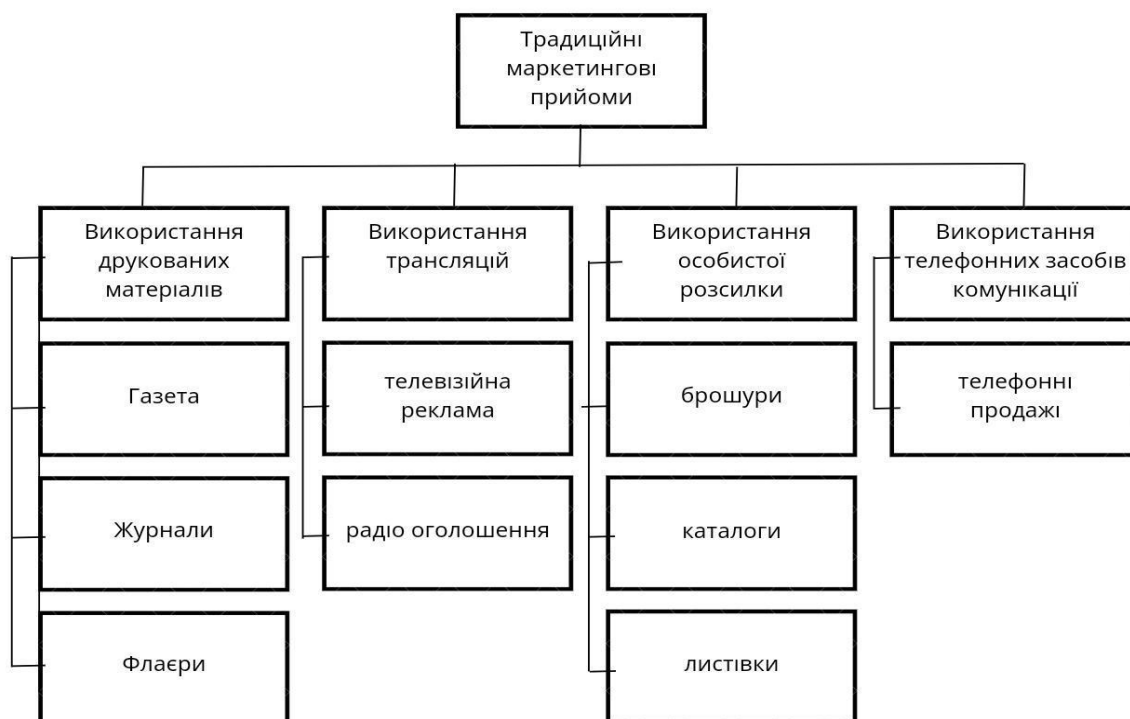 Традиційні
маркетингові
прийоми
Використання
друкованих
матеріалів
Використання
трансляцій
Використання
особистої
розсилки
Використання
телефонних засобів
комунікації
Газета
телевізійна
реклама
брошури
телефонні
продажі
Журнали
радіо оголошення
каталоги
Флаєри
листівки